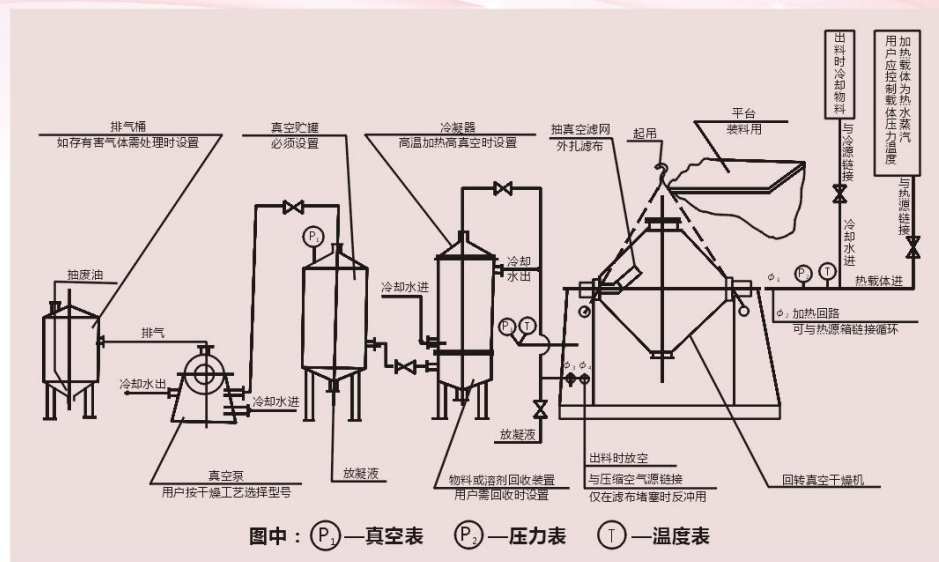 排气桶
如存有害气体需处理时设置
真空贮罐
必须设置
冷凝器
高温加热高真空时设置
抽真空滤网
外扎滤布
起吊
平台
装料用
出料时冷却物料
与冷源链接
冷却水进
加热载体为热水蒸汽
用户应控制载体压力温度
与热源链接
抽废油
P₁
冷却水进
冷却
水出
排气
冷却水出
冷却水进
P₁
T
Φ₁
P₂
T
热载体进
Φ₂ 加热回路
可与热源箱链接循环
Φ₃
Φ₄
真空泵
用户按干燥工艺选择型号
放凝液
物料或溶剂回收装置
用户需回收时设置
放凝液
出料时放空
与压缩空气源链接
仅在滤布堵塞时反冲用
回转真空干燥机
图中：P₁—真空表 P₂—压力表 T—温度表